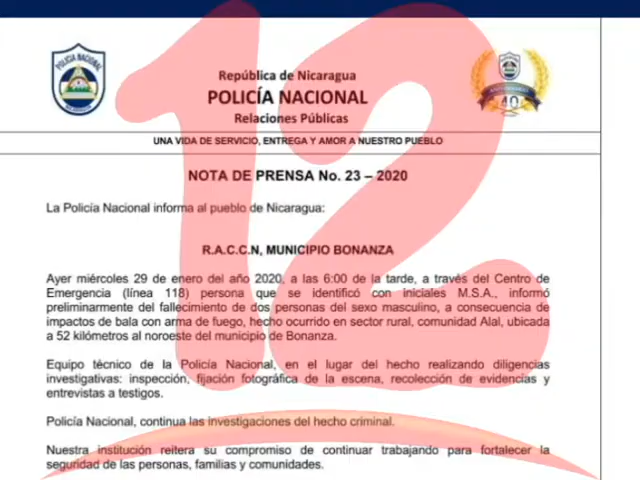 República de Nicaragua
POLICÍA NACIONAL
Relaciones Públicas
POLICIA NACIONAL
40
UNA VIDA DE SERVICIO, ENTREGA Y AMOR A NUESTRO PUEBLO
NOTA DE PRENSA No. 23 – 2020
La Policía Nacional informa al pueblo de Nicaragua:
R.A.C.C.N, MUNICIPIO BONANZA
Ayer miércoles 29 de enero del año 2020, a las 6:00 de la tarde, a través del Centro de
Emergencia (línea 118) persona que se identificó con iniciales M.S.A., informó
preliminarmente del fallecimiento de dos personas del sexo masculino, a consecuencia de
impactos de bala con arma de fuego, hecho ocurrido en sector rural, comunidad Alal, ubicada
a 52 kilómetros al noroeste del municipio de Bonanza.
Equipo técnico de la Policía Nacional, en el lugar del hecho realizando diligencias
investigativas: inspección, fijación fotográfica de la escena, recolección de evidencias y
entrevistas a testigos.
Policía Nacional, continua las investigaciones del hecho criminal.
Nuestra institución reitera su compromiso de continuar trabajando para fortalecer la
seguridad de las personas, familias y comunidades.
12